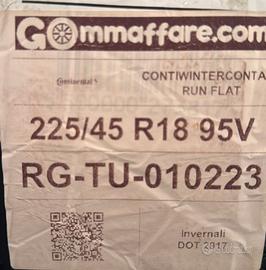 GOmmaffare.com
Continental
CONTIWINTERCONTA
RUN FLAT
225/45 R18 95V
RG-TU-010223
Invernali
DOT 2017